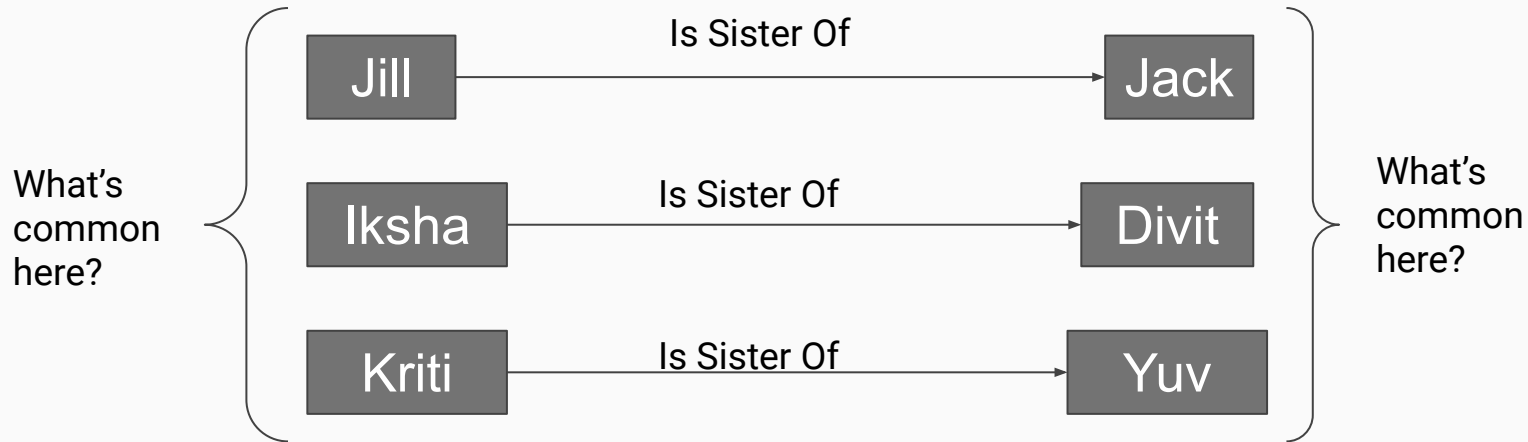 Is Sister Of
Jill
Jack
What’s
common
here?
Is Sister Of
Iksha
Divit
What’s
common
here?
Is Sister Of
Kriti
Yuv